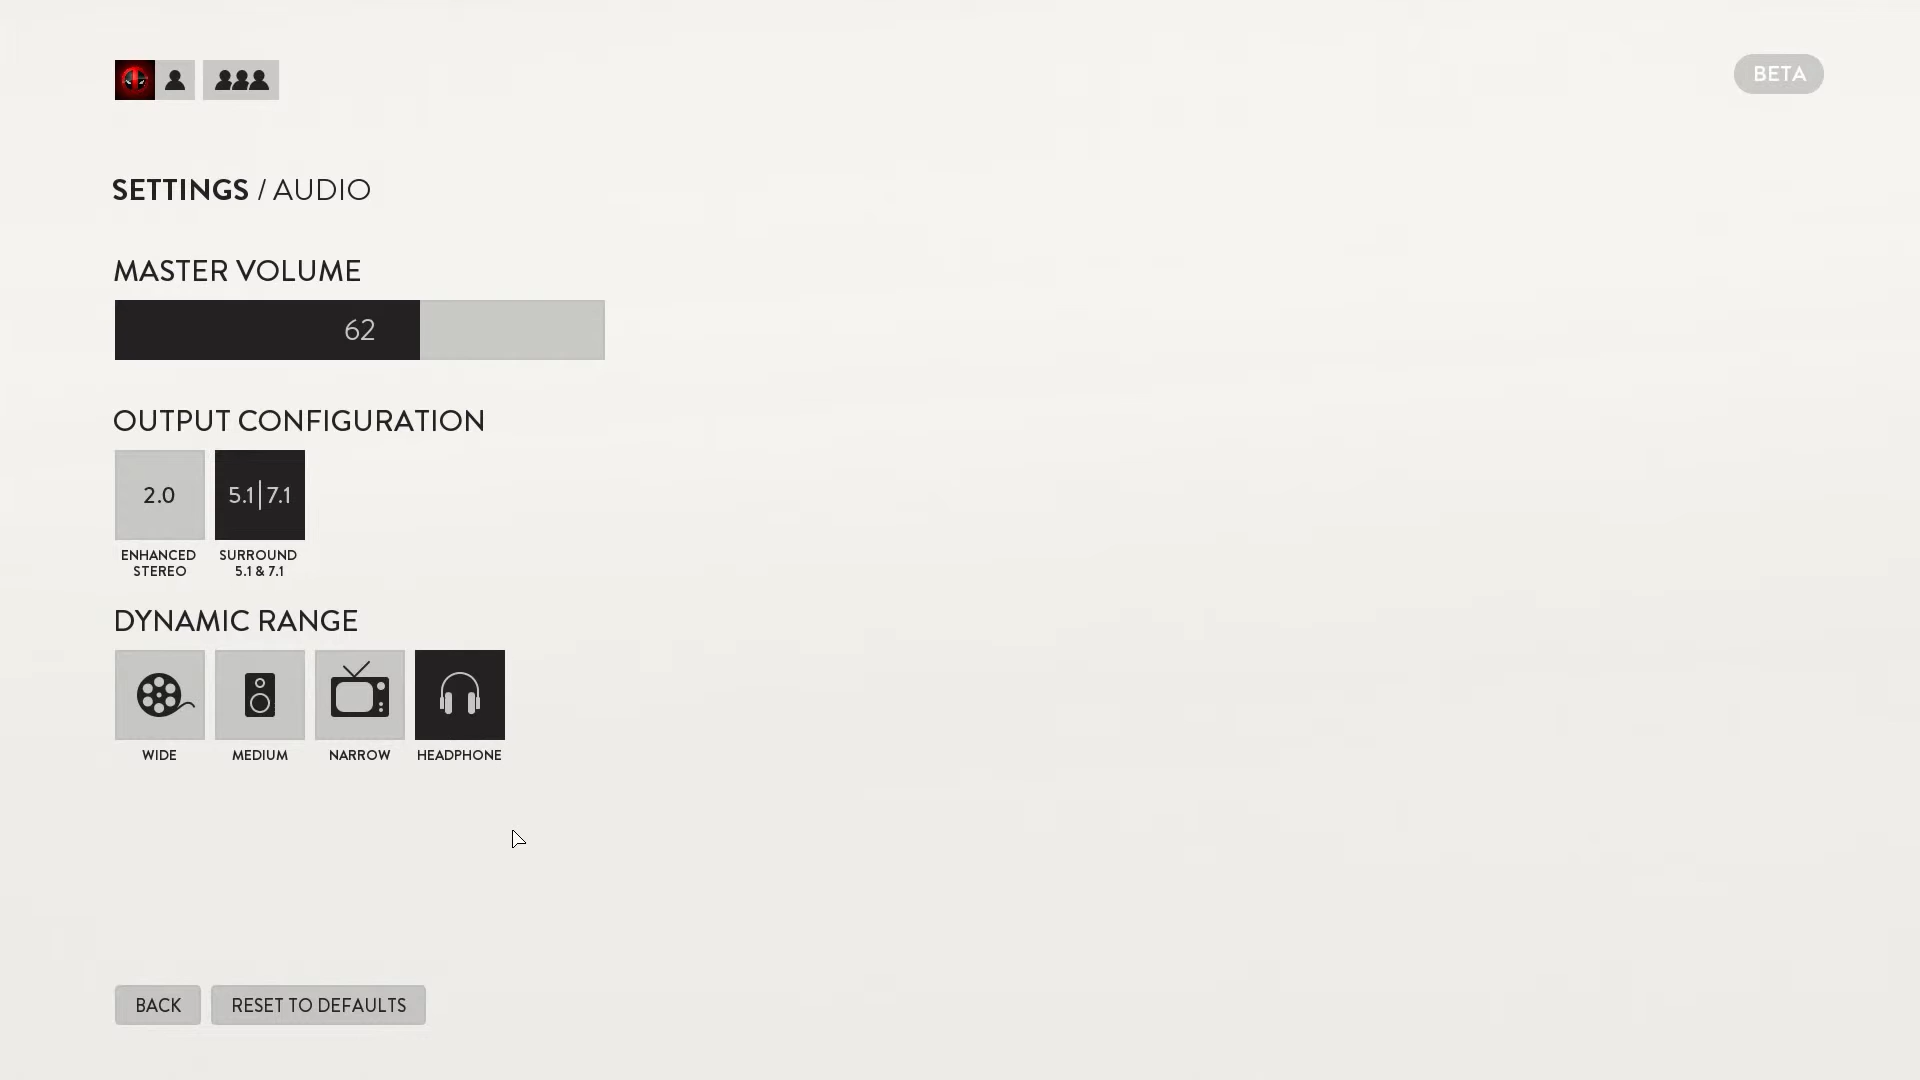 BETA
SETTINGS / AUDIO
MASTER VOLUME
62
OUTPUT CONFIGURATION
2.0
5.1|7.1
ENHANCED
STEREO
SURROUND
5.1 & 7.1
DYNAMIC RANGE
WIDE
MEDIUM
NARROW
HEADPHONE
BACK
RESET TO DEFAULTS